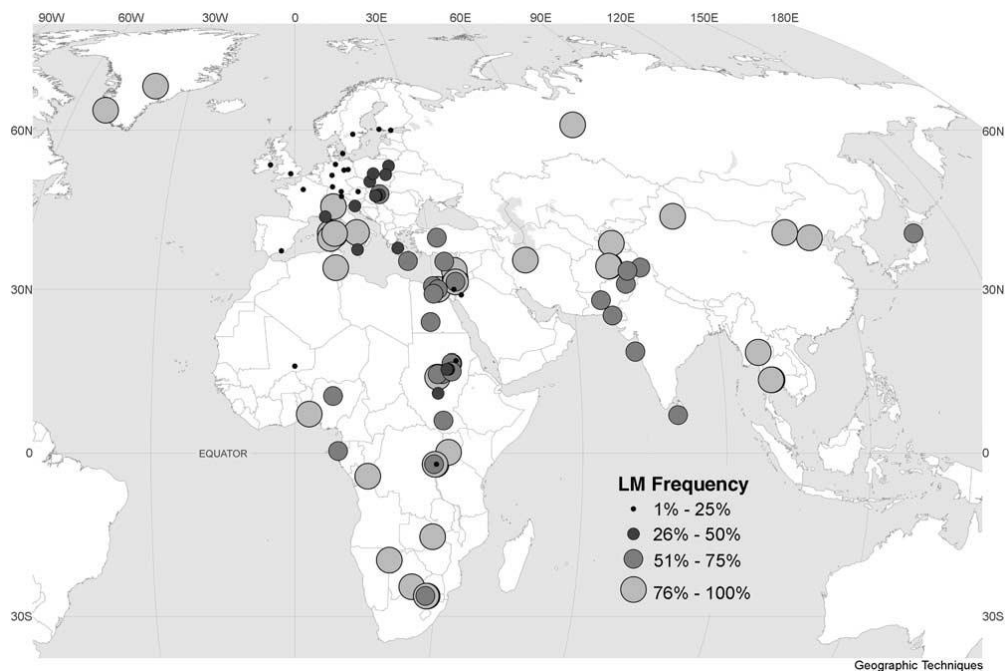 90W 60W 30W 0 30E 60E 90E 120E 150E 180E
60N 60N
30N 30N
0 EQUATOR 0
LM Frequency
1% - 25%
26% - 50%
51% - 75%
76% - 100%
30S 30S
Geographic Techniques